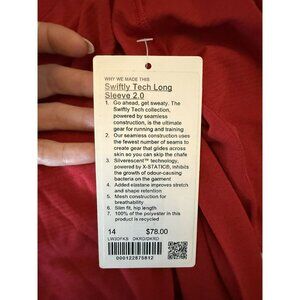 WHY WE MADE THIS
Swiftly Tech Long
Sleeve 2.0
1. Go ahead, get sweaty. The
Swiftly Tech collection,
powered by seamless
construction, is the ultimate
gear for running and training
2. Our seamless construction uses
the fewest number of seams to
create gear that glides across
skin so you can skip the chafe
3. Silverescent™ technology,
powered by X-STATIC®, inhibits
the growth of odour-causing
bacteria on the garment
4. Added elastane improves stretch
and shape retention
5. Mesh construction for
breathability
6. Slim fit, hip length
7. 100% of the polyester in this
product is recycled
14 $78.00
LW3DFKS DKRD/DKRD
000122875812